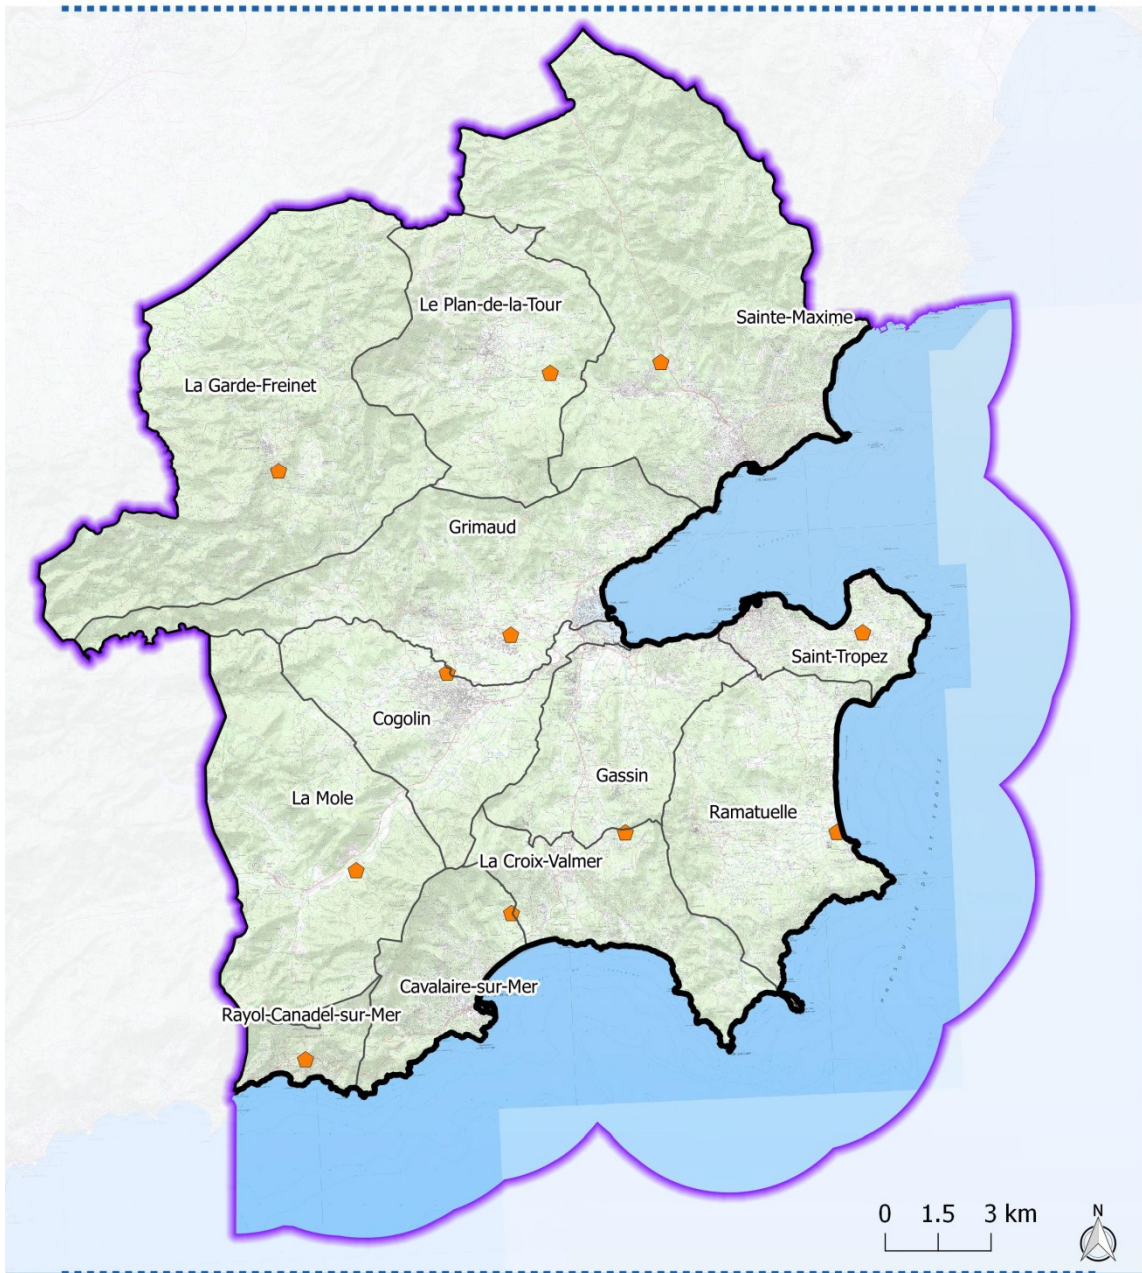 Le Plan-de-la-Tour
Sainte-Maxime
La Garde-Freinet
Grimaud
Saint-Tropez
Cogolin
Gassin
La Mole
Ramatuelle
La Croix-Valmer
Cavalaire-sur-Mer
Rayol-Canadel-sur-Mer
0 1.5 3 km
N